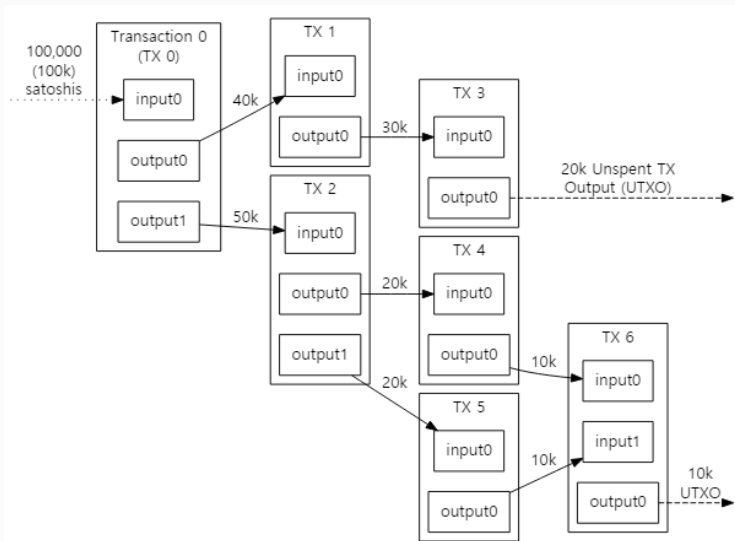 100,000
(100k)
satoshis
Transaction 0
(TX 0)
input0
output0
output1
40k
50k
TX 1
input0
output0
30k
TX 2
input0
output0
output1
20k
20k
TX 3
input0
output0
20k Unspent TX
Output (UTXO)
TX 4
input0
output0
10k
TX 5
input0
output0
10k
TX 6
input0
input1
output0
10k
UTXO